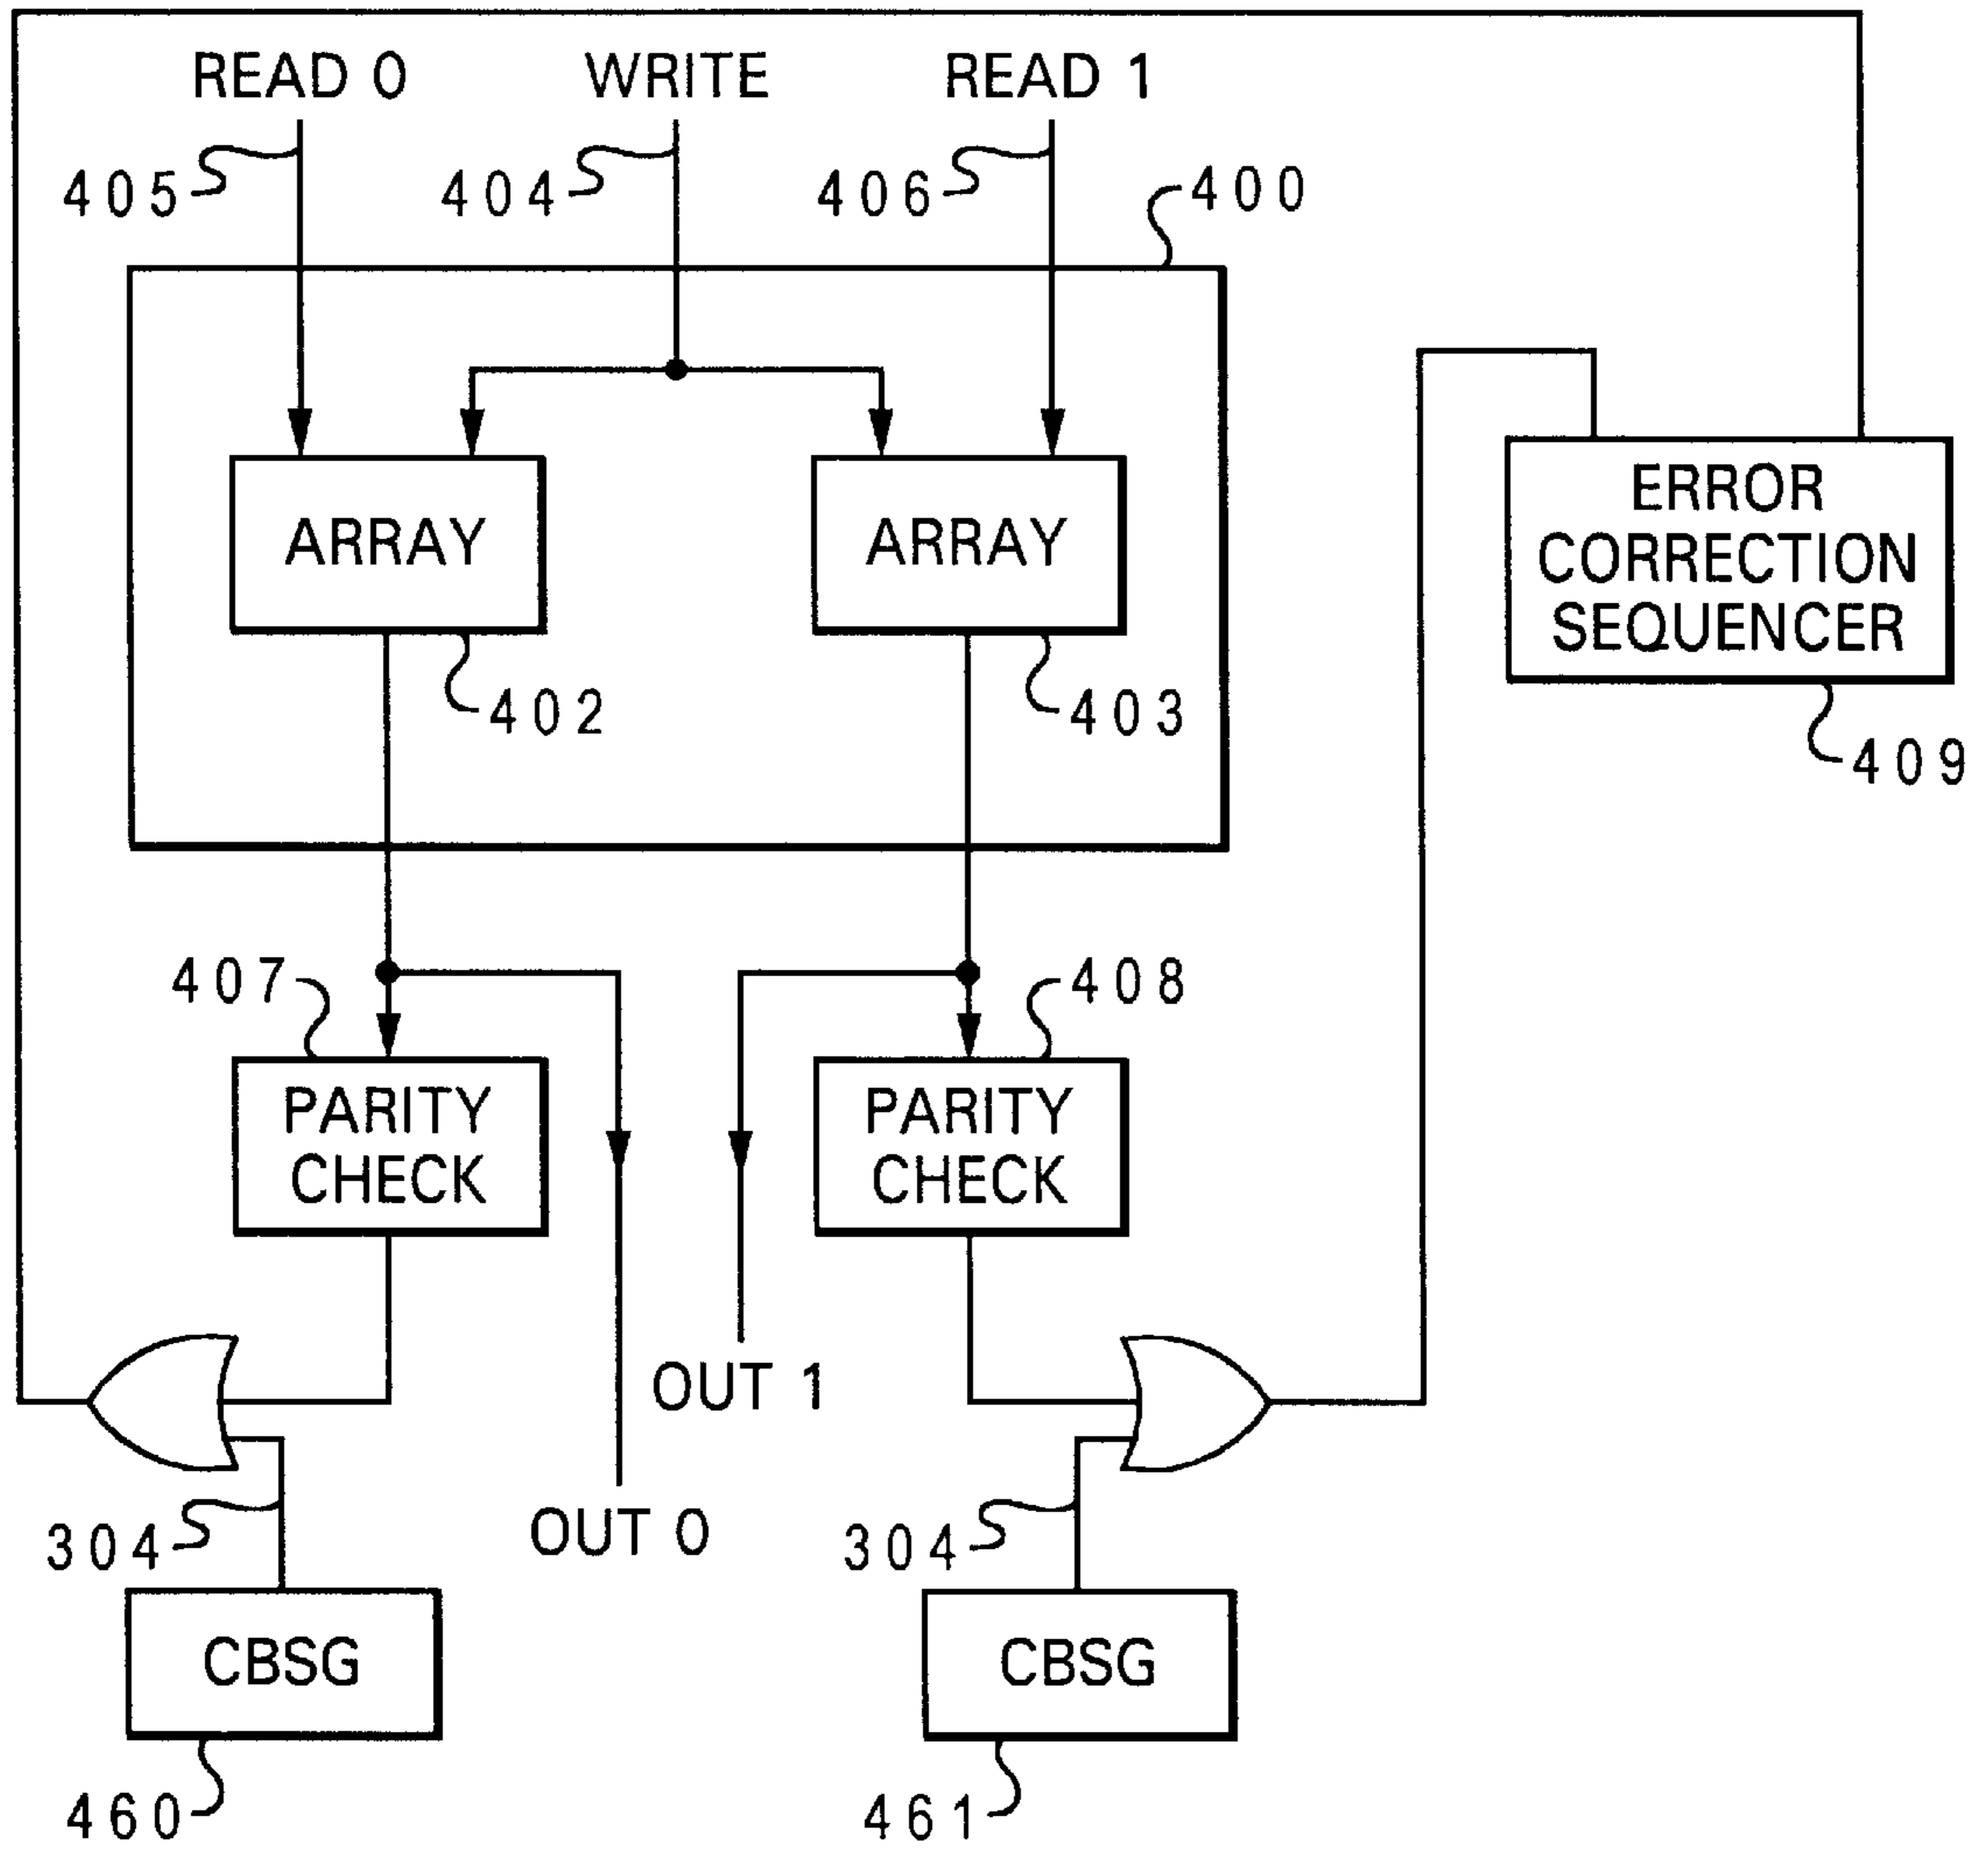 READ 0
WRITE
READ 1
405
404
406
400
ARRAY
ARRAY
ERROR
CORRECTION
SEQUENCER
402
403
409
407
408
PARITY
CHECK
PARITY
CHECK
OUT 1
OUT 0
304
304
CBSG
CBSG
460
461